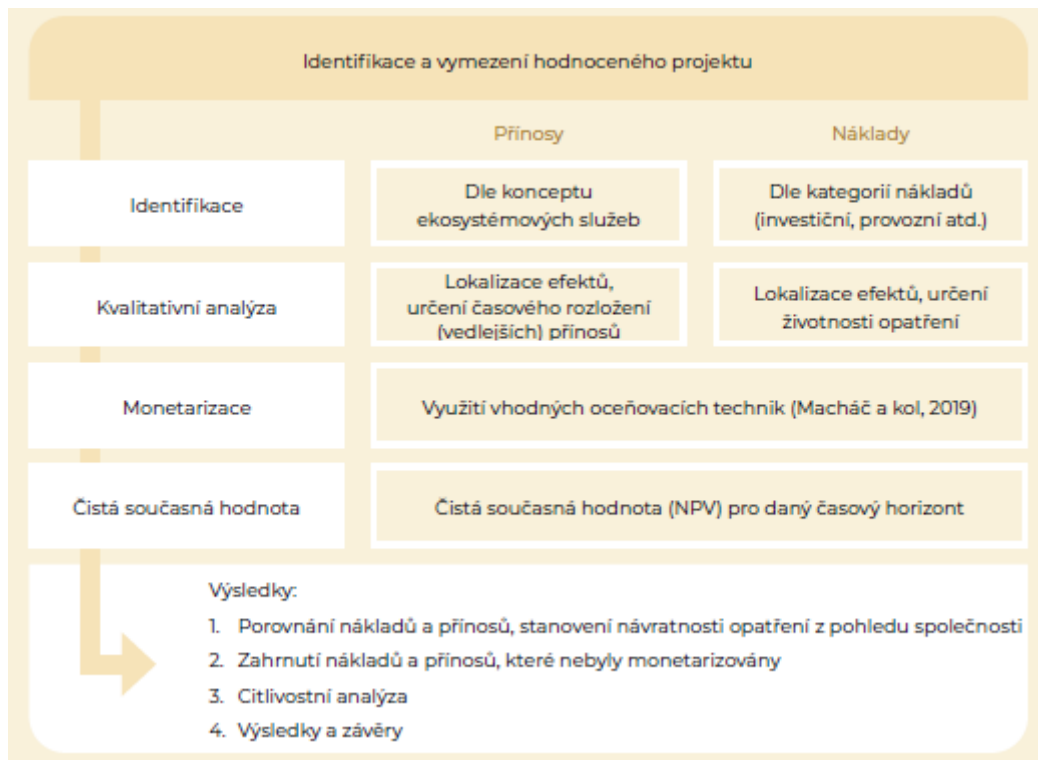 Identifikace a vymezení hodnoceného projektu
Přínosy
Náklady
Identifikace
Dle konceptu
ekosystémových služeb
Dle kategorií nákladů
(investiční, provozní atd.)
Kvalitativní analýza
Lokalizace efektů,
určení časového rozložení
(vedlejších) přínosů
Lokalizace efektů, určení
životnosti opatření
Monetarizace
Využití vhodných oceňovacích technik (Macháč a kol, 2019)
Čistá současná hodnota
Čistá současná hodnota (NPV) pro daný časový horizont
Výsledky:
1. Porovnání nákladů a přínosů, stanovení návratnosti opatření z pohledu společnosti
2. Zahrnutí nákladů a přínosů, které nebyly monetarizovány
3. Citlivostní analýza
4. Výsledky a závěry